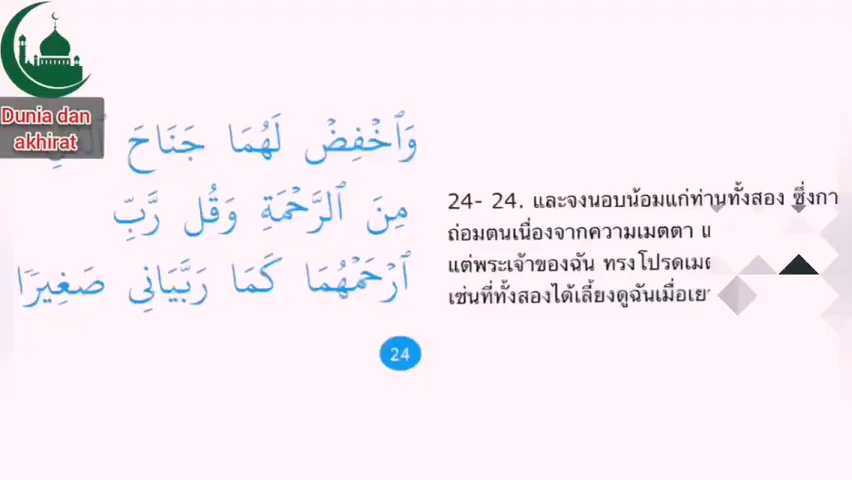 Dunia dan
akhirat
وَٱخْفِضْ لَهُمَا جَنَاحَ
مِنَ ٱلرَّحْمَةِ وَقُل رَّبِّ
ٱرْحَمْهُمَا كَمَا رَبَّيَانِى صَغِيرًا
24
24- 24. และจงนอบน้อมแก่ท่านทั้งสอง ซึ่งกา
ถ่อมตนเนื่องจากความเมตตา
แต่พระเจ้าของฉัน ทรงโปรดเมต
เช่นที่ทั้งสองได้เลี้ยงดูฉันเมื่อเยา